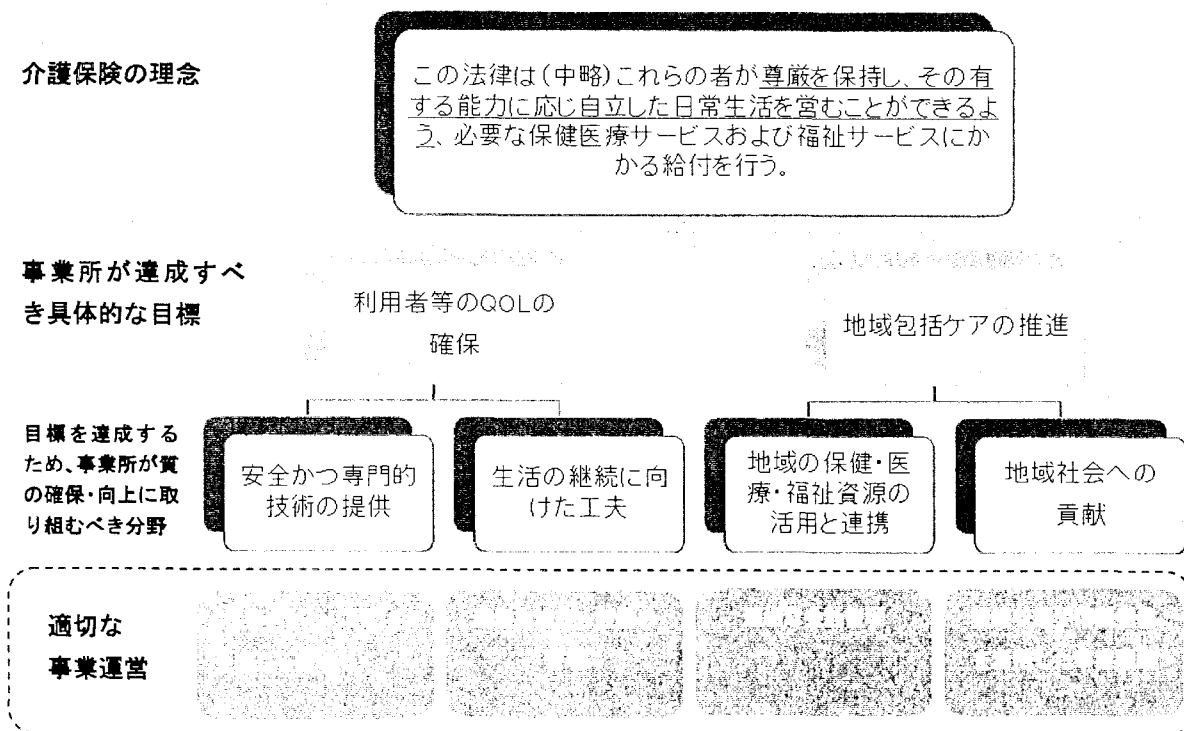 介護保険の理念
この法律は(中略)これらの者が尊厳を保持し、その有
する能力に応じ自立した日常生活を営むことができるよ
う、必要な保健医療サービスおよび福祉サービスにか
かる給付を行う。
事業所が達成すべ
き具体的な目標
利用者等のQOLの
確保
地域包括ケアの推進
目標を達成する
ため、事業所が質
の確保・向上に取
り組むべき分野
安全かつ専門的
技術の提供
生活の継続に向
けた工夫
地域の保健・医
療・福祉資源の
活用と連携
地域社会への
貢献
適切な
事業運営